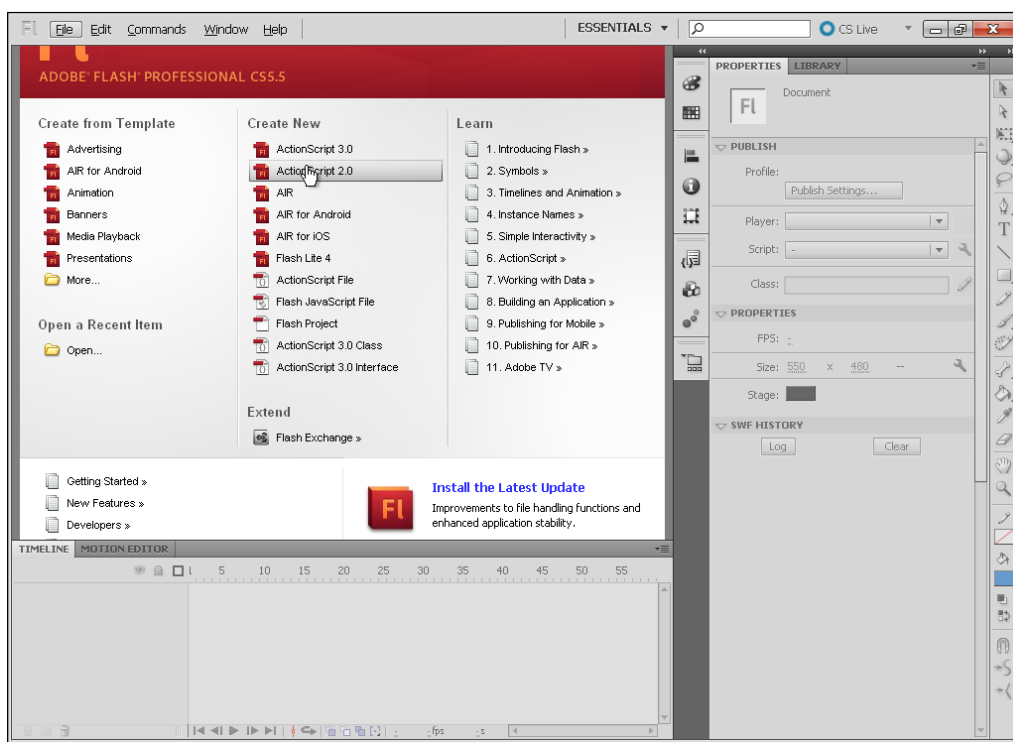 Fl File Edit Commands Window Help ESSENTIALS CS Live
ADOBE® FLASH® PROFESSIONAL CS5.5
Create from Template
Advertising
AIR for Android
Animation
Banners
Media Playback
Presentations
More...
Open a Recent Item
Open...
Create New
ActionScript 3.0
ActionScript 2.0
AIR
AIR for Android
AIR for iOS
Flash Lite 4
ActionScript File
Flash JavaScript File
Flash Project
ActionScript 3.0 Class
ActionScript 3.0 Interface
Extend
Flash Exchange »
Learn
1. Introducing Flash »
2. Symbols »
3. Timelines and Animation »
4. Instance Names »
5. Simple Interactivity »
6. ActionScript »
7. Working with Data »
8. Building an Application »
9. Publishing for Mobile »
10. Publishing for AIR »
11. Adobe TV »
Getting Started »
New Features »
Developers »
Fl
Install the Latest Update
Improvements to file handling functions and
enhanced application stability.
PROPERTIES LIBRARY
Fl Document
PUBLISH
Profile:
Publish Settings...
Player:
Script: -
Class:
PROPERTIES
FPS: -
Size: 550 x 480 --
Stage:
SWF HISTORY
Log Clear
TIMELINE MOTION EDITOR
1 5 10 15 20 25 30 35 40 45 50 55
- -fps -s